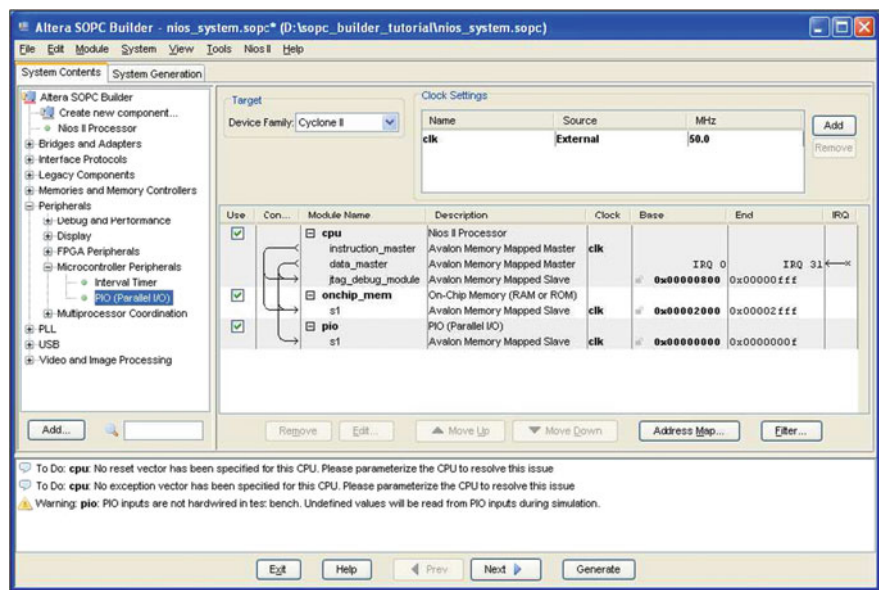 Altera SOPC Builder - nios_system.sopc* (D:\sopc_builder_tutorial\nios_system.sopc)
File Edit Module System View Tools Nios II Help
System Contents System Generation
Altera SOPC Builder
Create new component...
Nios II Processor
Bridges and Adapters
Interface Protocols
Legacy Components
Memories and Memory Controllers
Peripherals
Debug and Performance
Display
FPGA Peripherals
Microcontroller Peripherals
Interval Timer
PIO (Parallel I/O)
Multiprocessor Coordination
PLL
USB
Video and Image Processing
Add...
Target
Device Family: Cyclone II
Clock Settings
Name Source MHz
clk External 50.0
Add
Remove
Use Con... Module Name Description Clock Base End IRQ
cpu Nios II Processor
instruction_master Avalon Memory Mapped Master clk
data_master Avalon Memory Mapped Master IRQ 0 IRQ 31
jtag_debug_module Avalon Memory Mapped Slave 0x00000800 0x00000fff
onchip_mem On-Chip Memory (RAM or ROM)
s1 Avalon Memory Mapped Slave clk 0x00002000 0x00002fff
pio PIO (Parallel I/O)
s1 Avalon Memory Mapped Slave clk 0x00000000 0x0000000f
Remove Edit... Move Up Move Down Address Map... Filter...
To Do: cpu: No reset vector has been specified for this CPU. Please parameterize the CPU to resolve this issue
To Do: cpu: No exception vector has been specified for this CPU. Please parameterize the CPU to resolve this issue
Warning: pio: PIO inputs are not hardwired in test bench. Undefined values will be read from PIO inputs during simulation.
Exit Help Prev Next Generate